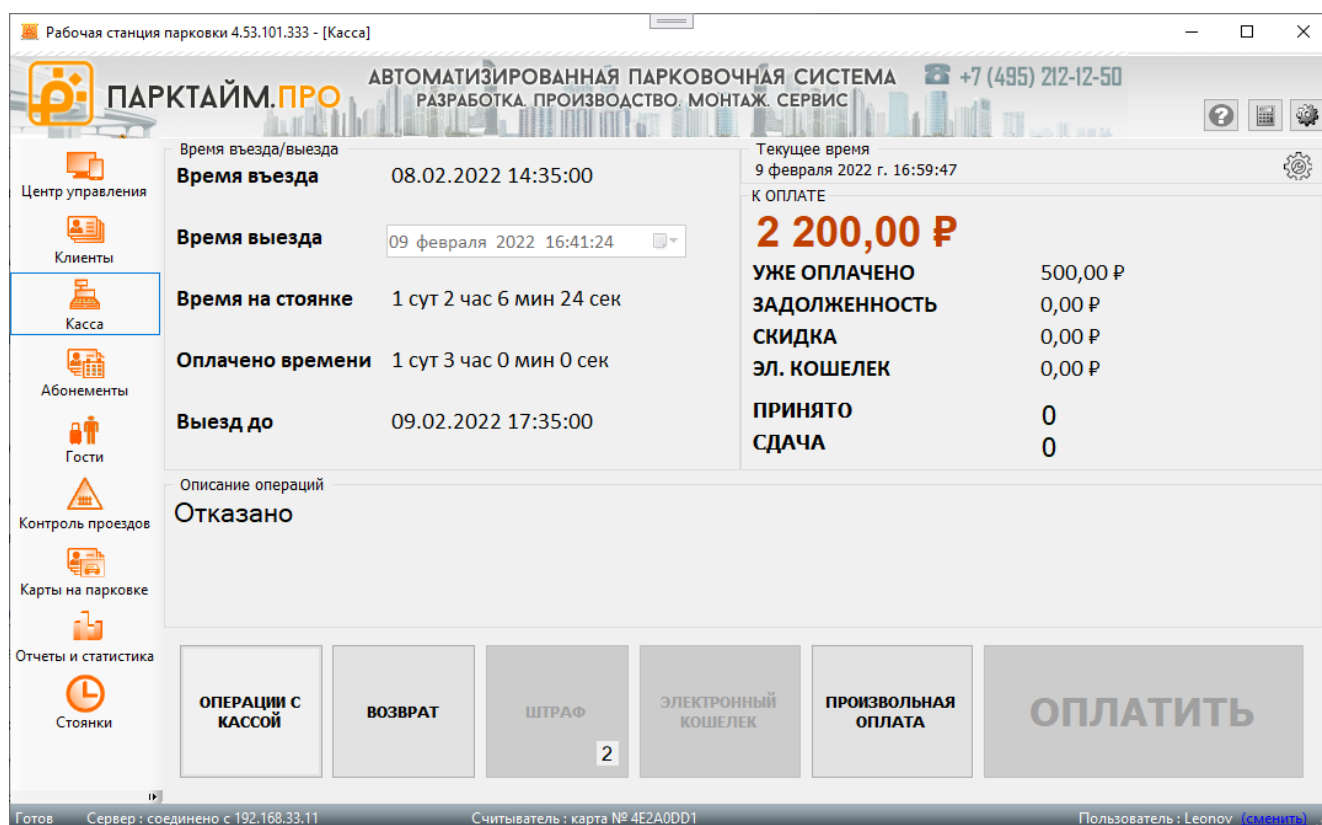 Рабочая станция парковки 4.53.101.333 - [Касса]
ПАРКТАЙМ.ПРО
АВТОМАТИЗИРОВАННАЯ ПАРКОВОЧНАЯ СИСТЕМА
РАЗРАБОТКА. ПРОИЗВОДСТВО. МОНТАЖ. СЕРВИС
+7 (495) 212-12-50
Центр управления
Клиенты
Касса
Абонементы
Гости
Контроль проездов
Карты на парковке
Отчеты и статистика
Стоянки
Время въезда/выезда
Время въезда 08.02.2022 14:35:00
Время выезда 09 февраля 2022 16:41:24
Время на стоянке 1 сут 2 час 6 мин 24 сек
Оплачено времени 1 сут 3 час 0 мин 0 сек
Выезд до 09.02.2022 17:35:00
Текущее время
9 февраля 2022 г. 16:59:47
К ОПЛАТЕ
2 200,00 ₽
УЖЕ ОПЛАЧЕНО 500,00 ₽
ЗАДОЛЖЕННОСТЬ 0,00 ₽
СКИДКА 0,00 ₽
ЭЛ. КОШЕЛЕК 0,00 ₽
ПРИНЯТО 0
СДАЧА 0
Описание операций
Отказано
ОПЕРАЦИИ С
КАССОЙ
ВОЗВРАТ
ШТРАФ
2
ЭЛЕКТРОННЫЙ
КОШЕЛЕК
ПРОИЗВОЛЬНАЯ
ОПЛАТА
ОПЛАТИТЬ
Готов Сервер : соединено с 192.168.33.11 Считыватель : карта № 4E2A0DD1 Пользователь : Leonov (сменить)